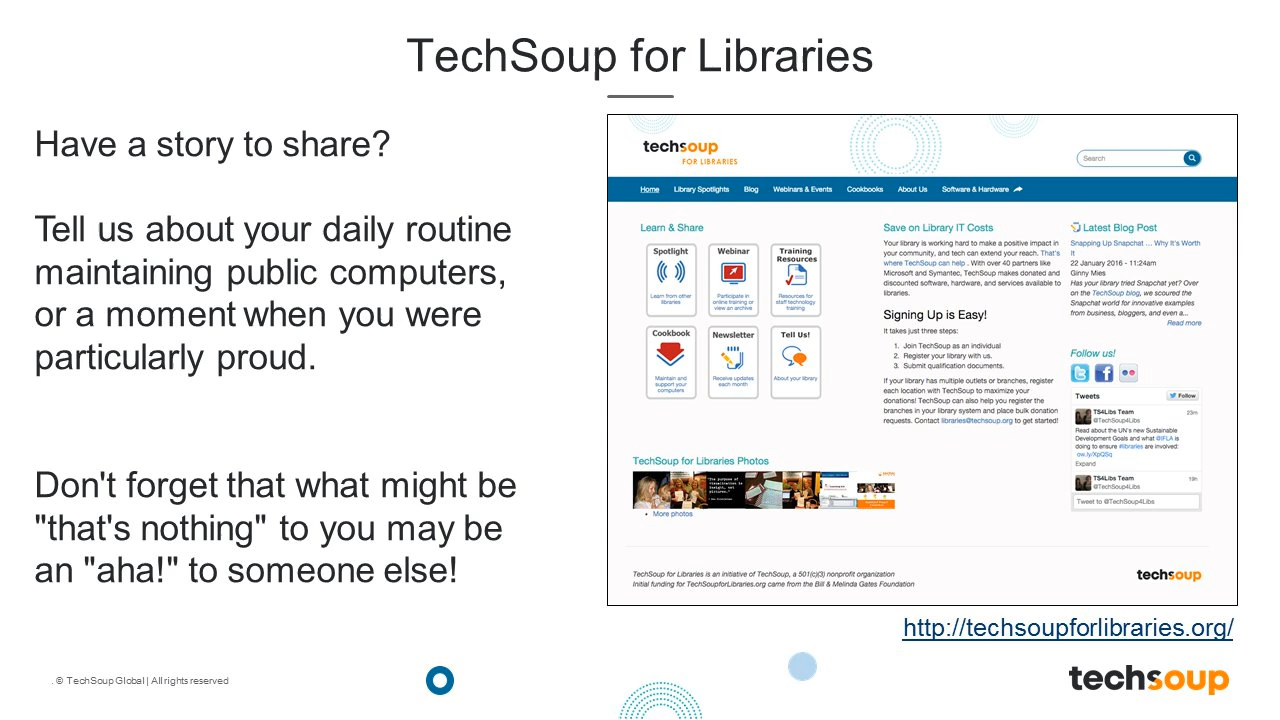 TechSoup for Libraries
Have a story to share?
Tell us about your daily routine
maintaining public computers,
or a moment when you were
particularly proud.
Don't forget that what might be
"that's nothing" to you may be
an "aha!" to someone else!
techsoup
FOR LIBRARIES
Search
Home Library Spotlights Blog Webinars & Events Cookbooks About Us Software & Hardware
Learn & Share
Spotlight
Learn from other
libraries
Webinar
Participate in
online training or
view an archive
Training
Resources
Resources for
staff technology
training
Cookbook
Maintain and
support your
computers
Newsletter
Receive updates
each month
Tell Us!
About your library
TechSoup for Libraries Photos
More photos
Save on Library IT Costs
Your library is working hard to make a positive impact in
your community, and tech can extend your reach. That's
where TechSoup can help . With over 40 partners like
Microsoft and Symantec, TechSoup makes donated and
discounted software, hardware, and services available to
libraries.
Signing Up is Easy!
It takes just three steps:
1. Join TechSoup as an individual
2. Register your library with us.
3. Submit qualification documents.
If your library has multiple outlets or branches, register
each location with TechSoup to maximize your
donations! TechSoup can also help you register the
branches in your library system and place bulk donation
requests. Contact libraries@techsoup.org to get started!
Latest Blog Post
Snapping Up Snapchat ... Why It's Worth
It
22 January 2016 - 11:24am
Ginny Mies
Has your library tried Snapchat yet? Over
on the TechSoup blog, we scoured the
Snapchat world for innovative examples
from business, bloggers, and even a...
Read more
Follow us!
Tweets Follow
TS4Libs Team 23m
@TechSoup4Libs
Read about the UN's new Sustainable
Development Goals and what @IFLA is
doing to ensure #libraries are involved:
ow.ly/XpQSq
Expand
TS4Libs Team 19h
@TechSoup4Libs
Tweet to @TechSoup4Libs
TechSoup for Libraries is an initiative of TechSoup, a 501(c)(3) nonprofit organization
Initial funding for TechSoupforLibraries.org came from the Bill & Melinda Gates Foundation
techsoup
http://techsoupforlibraries.org/
. © TechSoup Global | All rights reserved
techsoup